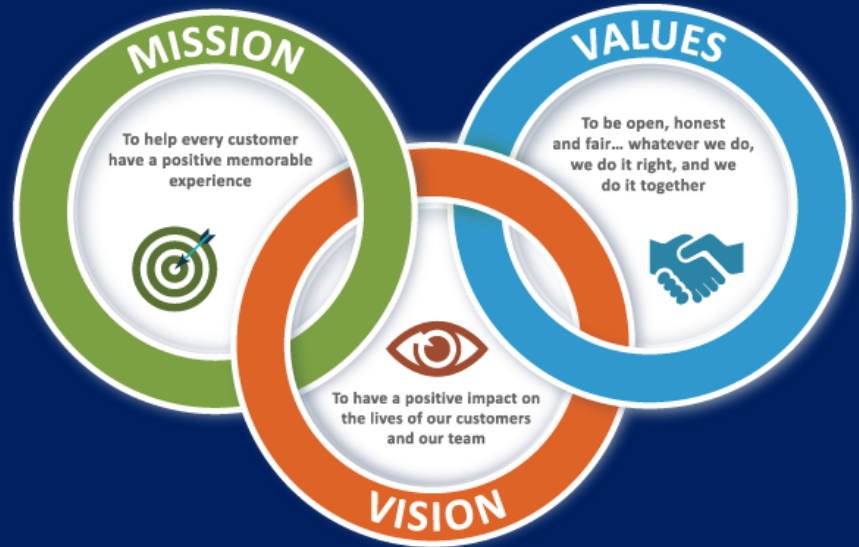 MISSION
To help every customer
have a positive memorable
experience
VALUES
To be open, honest
and fair... whatever we do,
we do it right, and we
do it together
To have a positive impact on
the lives of our customers
and our team
VISION